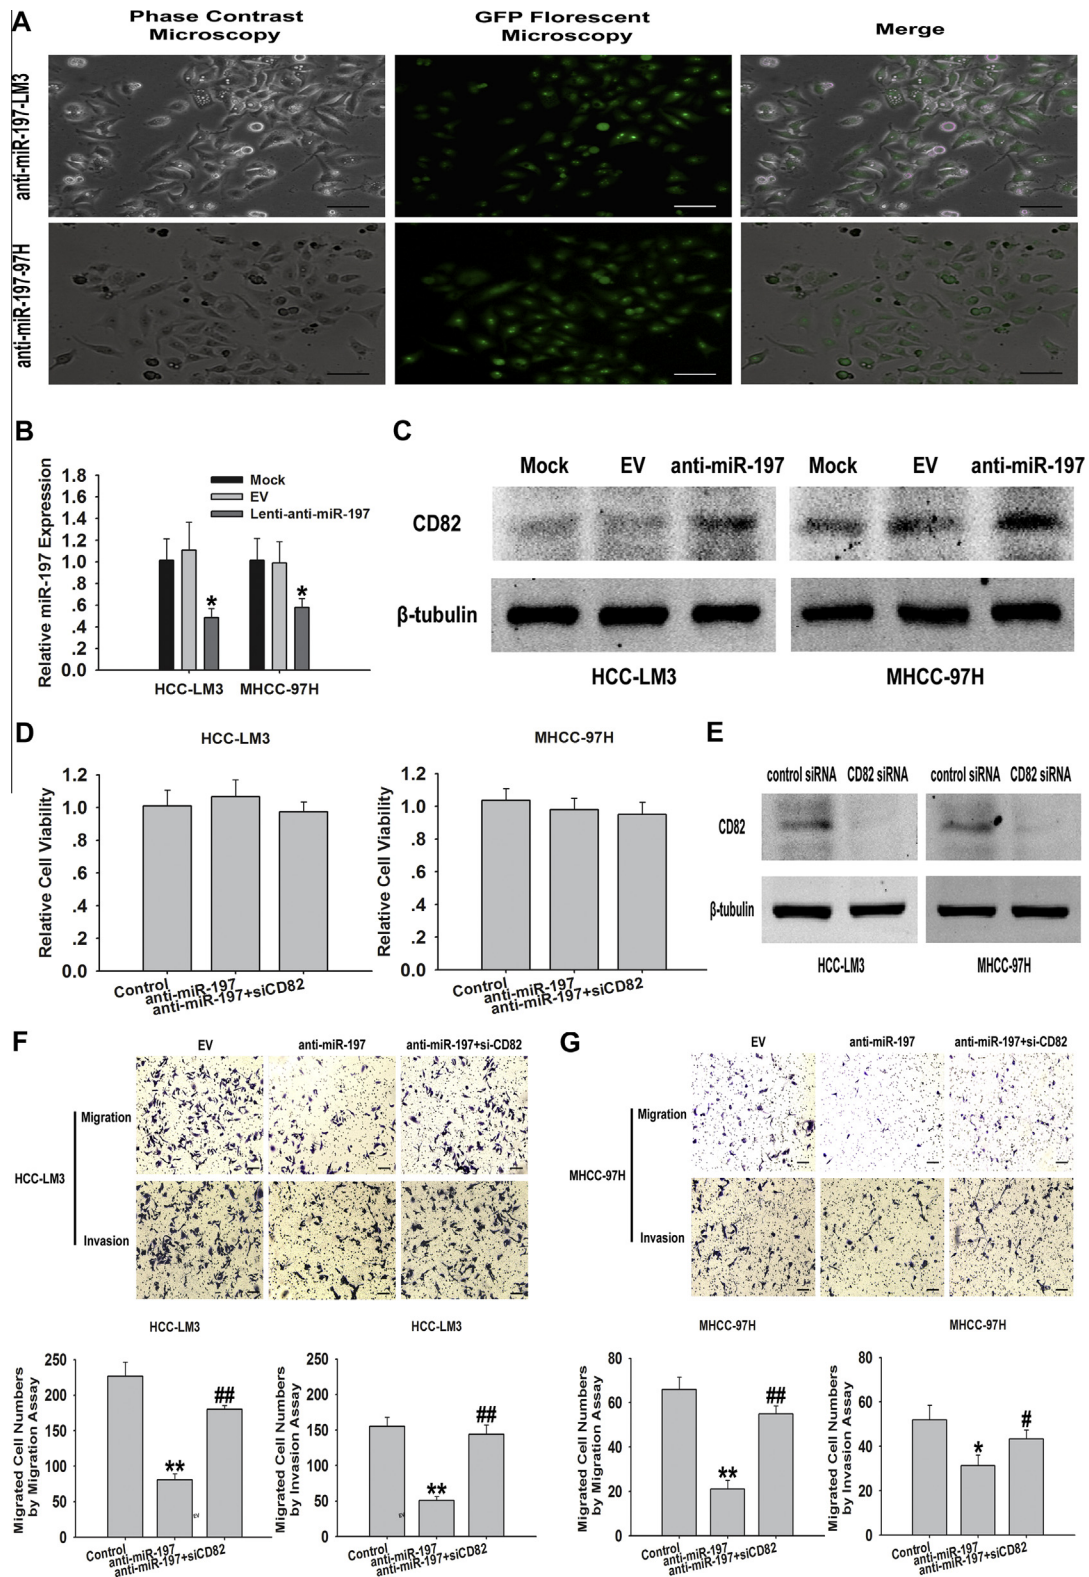 A
Phase Contrast
Microscopy
GFP Florescent
Microscopy
Merge
anti-miR-197-LM3
anti-miR-197-97H
B
Relative miR-197 Expression
1.8
1.6
1.4
1.2
1.0
.8
.6
.4
.2
0.0
Mock
EV
Lenti-anti-miR-197
*
*
HCC-LM3
MHCC-97H
C
Mock EV anti-miR-197
Mock EV anti-miR-197
CD82
β-tubulin
HCC-LM3
MHCC-97H
D
HCC-LM3
Relative Cell Viability
1.2
1.0
.8
.6
.4
.2
0.0
Control
anti-miR-197
anti-miR-197+siCD82
MHCC-97H
Relative Cell Viability
1.2
1.0
.8
.6
.4
.2
0.0
Control
anti-miR-197
anti-miR-197+siCD82
E
control siRNA CD82 siRNA
control siRNA CD82 siRNA
CD82
β-tubulin
HCC-LM3
MHCC-97H
F
EV
anti-miR-197
anti-miR-197+si-CD82
Migration
HCC-LM3
Invasion
HCC-LM3
Migrated Cell Numbers
by Migration Assay
250
200
150
100
50
0
**
##
EV
Control
anti-miR-197
anti-miR-197+siCD82
HCC-LM3
Migrated Cell Numbers
by Invasion Assay
250
200
150
100
50
0
**
##
EV
Control
anti-miR-197
anti-miR-197+siCD82
G
EV
anti-miR-197
anti-miR-197+si-CD82
Migration
MHCC-97H
Invasion
MHCC-97H
Migrated Cell Numbers
by Migration Assay
80
60
40
20
0
**
##
Control
anti-miR-197
anti-miR-197+siCD82
MHCC-97H
Migrated Cell Numbers
by Invasion Assay
80
60
40
20
0
*
#
Control
anti-miR-197
anti-miR-197+siCD82